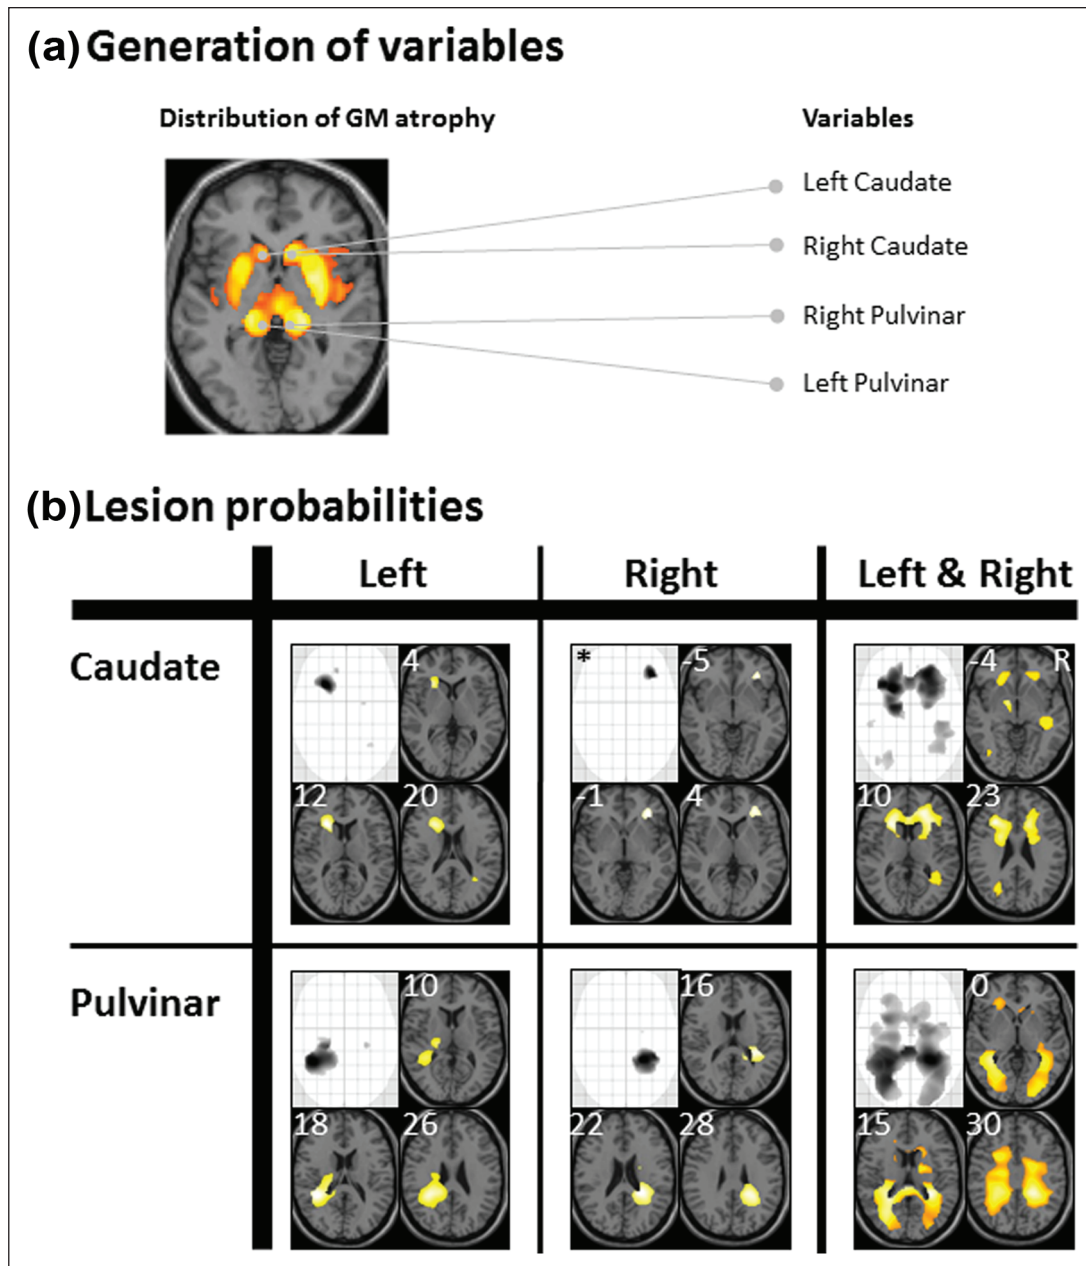 (a) Generation of variables
Distribution of GM atrophy
Variables
Left Caudate
Right Caudate
Right Pulvinar
Left Pulvinar
(b) Lesion probabilities
Left
Right
Left & Right
Caudate
4
* -5
-4 R
12 20
-1 4
10 23
Pulvinar
10
16
0
18 26
22 28
15 30